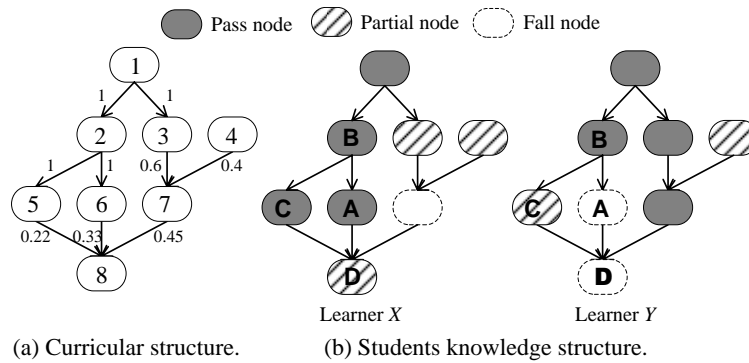 Pass node Partial node Fall node
1
1 1
2 3 4
B B
1 1 0.6 0.4
5 6 7
C A C A
0.22 0.33 0.45
8
D D
Learner X Learner Y
(a) Curricular structure. (b) Students knowledge structure.